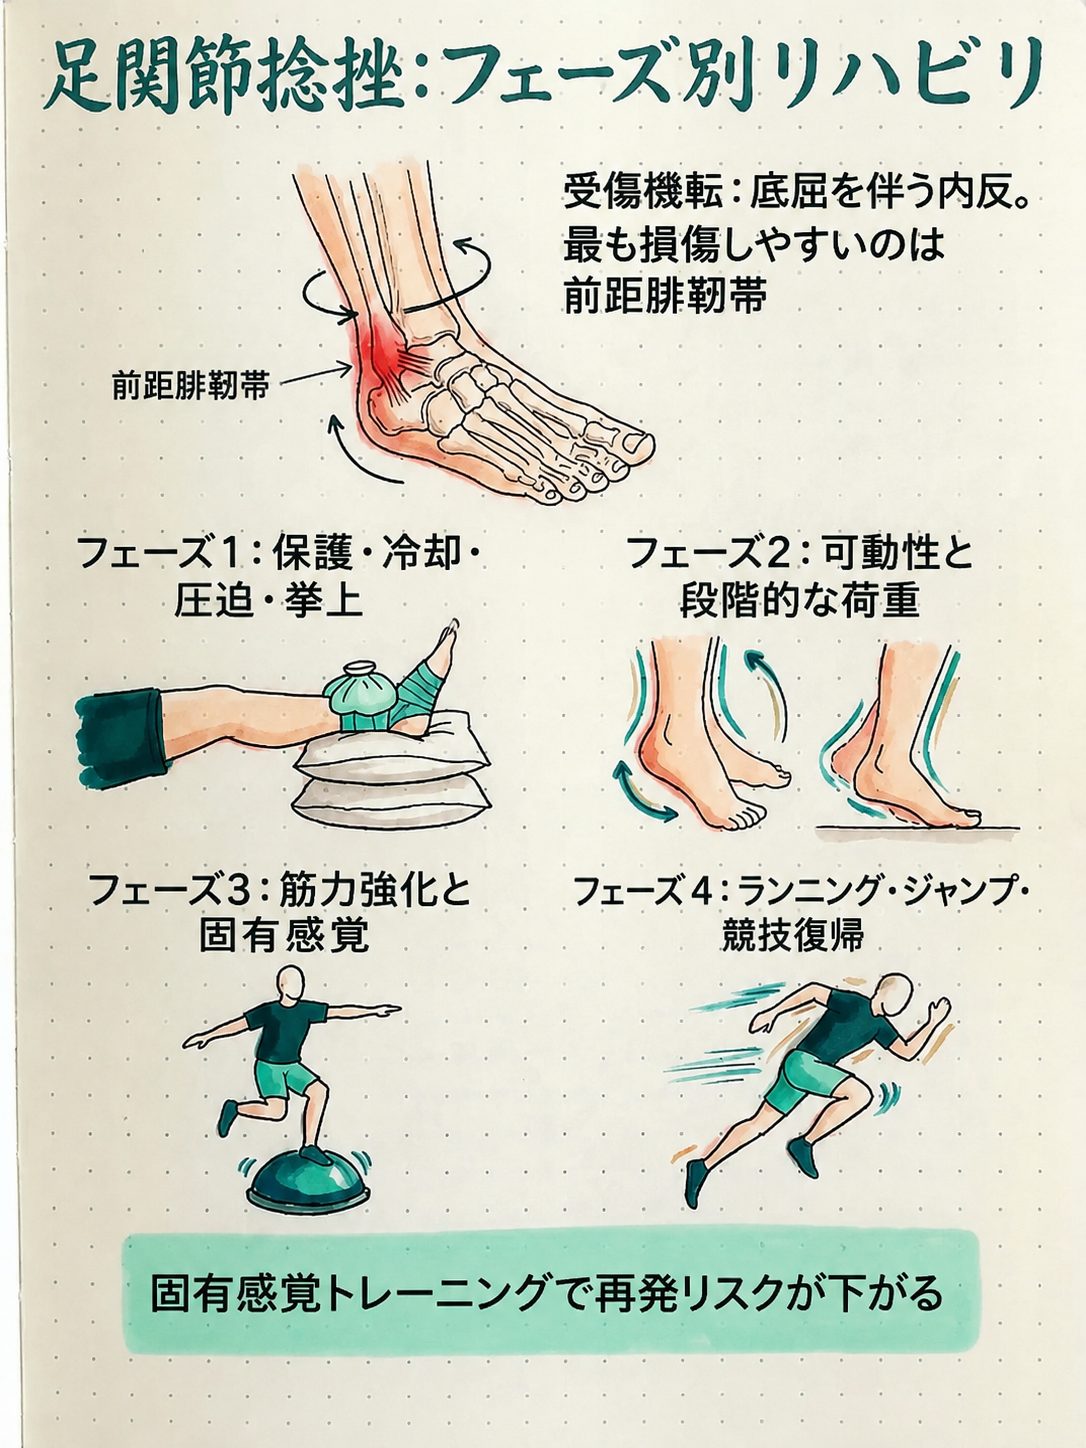 足関節捻挫:フェーズ別リハビリ
受傷機転:底屈を伴う内反。
最も損傷しやすいのは
前距腓靭帯
前距腓靭帯
フェーズ1:保護・冷却・
圧迫・挙上
フェーズ2:可動性と
段階的な荷重
フェーズ3:筋力強化と
固有感覚
フェーズ4:ランニング・ジャンプ・
競技復帰
固有感覚トレーニングで再発リスクが下がる